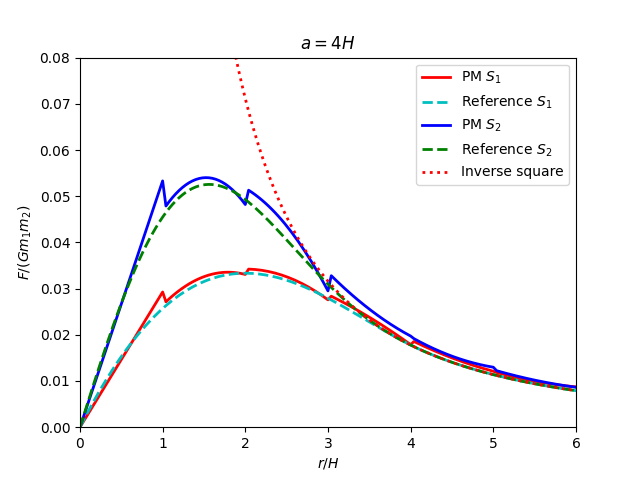 a = 4H
0.08
0.07
0.06
0.05
0.04
0.03
0.02
0.01
0.00
F/(Gm₁m₂)
PM S₁
Reference S₁
PM S₂
Reference S₂
Inverse square
0 1 2 3 4 5 6
r/H